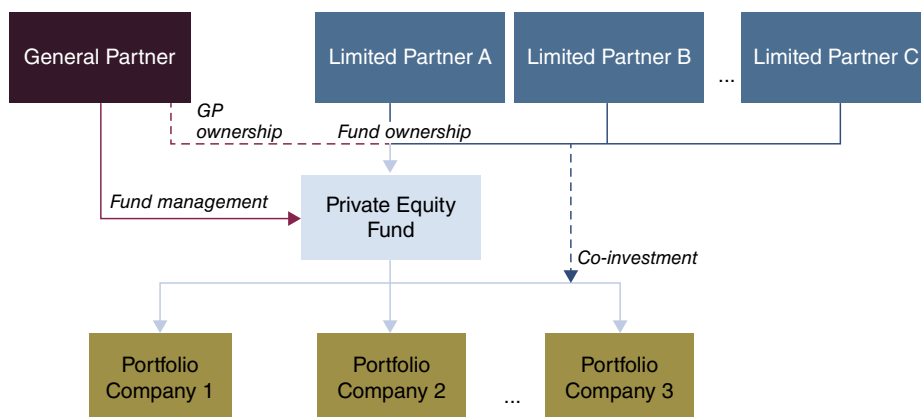 General Partner
Limited Partner A
Limited Partner B
...
Limited Partner C
GP
ownership
Fund ownership
Fund management
Private Equity
Fund
Co-investment
Portfolio
Company 1
Portfolio
Company 2
...
Portfolio
Company 3